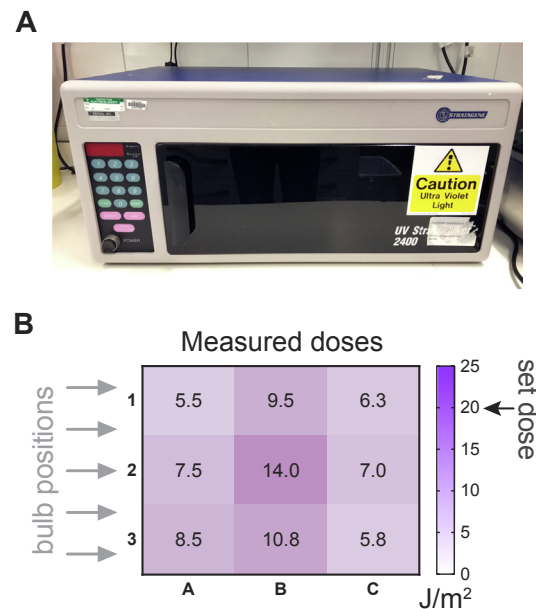 A
STRATAGENE
Caution
Ultra Violet
Light
UV Str
2400
POWER
B
Measured doses
bulb positions
1 5.5 9.5 6.3
2 7.5 14.0 7.0
3 8.5 10.8 5.8
A B C
25
20
15
10
5
0
set dose
J/m²